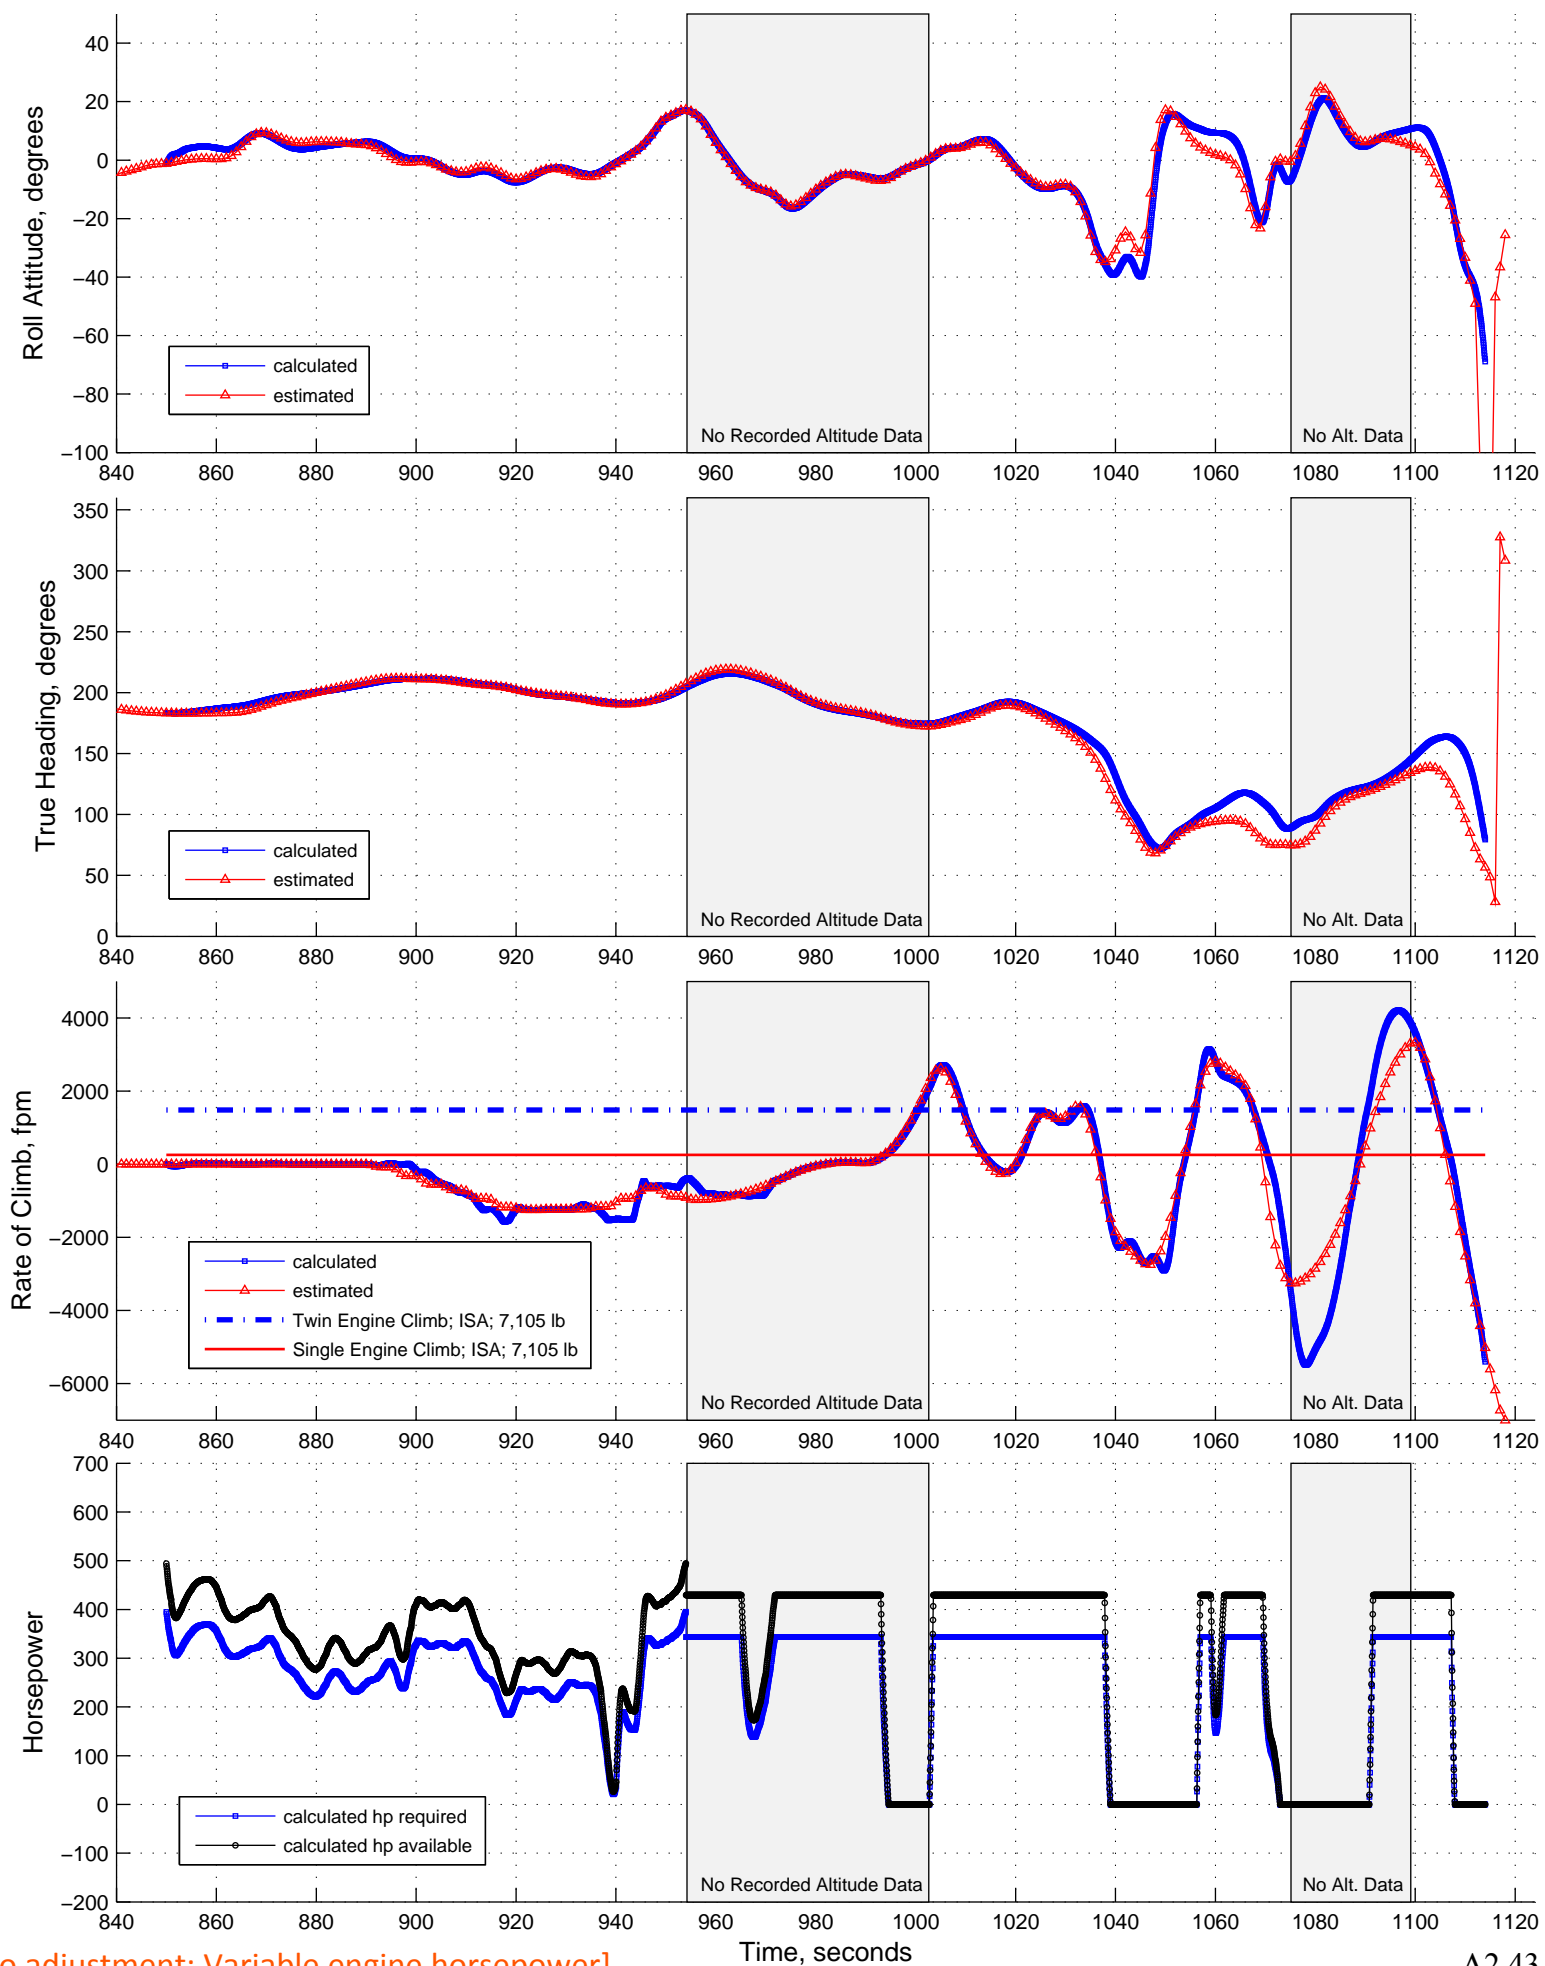 40
20
0
−20
−40
−60
−80
−100
Roll Attitude, degrees
calculated
estimated
No Recorded Altitude Data
No Alt. Data
840 860 880 900 920 940 960 980 1000 1020 1040 1060 1080 1100 1120
350
300
250
200
150
100
50
0
True Heading, degrees
calculated
estimated
No Recorded Altitude Data
No Alt. Data
840 860 880 900 920 940 960 980 1000 1020 1040 1060 1080 1100 1120
4000
2000
0
−2000
−4000
−6000
Rate of Climb, fpm
calculated
estimated
Twin Engine Climb; ISA; 7,105 lb
Single Engine Climb; ISA; 7,105 lb
No Recorded Altitude Data
No Alt. Data
840 860 880 900 920 940 960 980 1000 1020 1040 1060 1080 1100 1120
700
600
500
400
300
200
100
0
−100
−200
Horsepower
calculated hp required
calculated hp available
No Recorded Altitude Data
No Alt. Data
840 860 880 900 920 940 960 980 1000 1020 1040 1060 1080 1100 1120
Time, seconds
adjustment: Variable engine horsepower]
A2-43